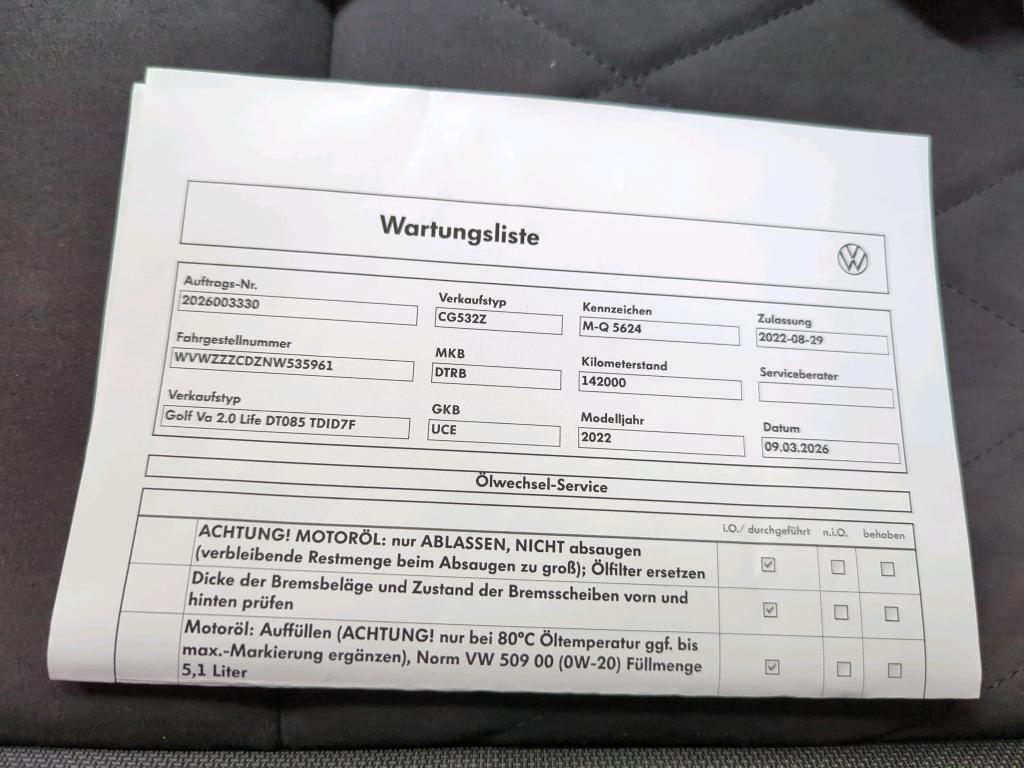 Wartungsliste
Auftrags-Nr.
2026003330
Verkaufstyp
CG532Z
Kennzeichen
M-Q 5624
Zulassung
2022-08-29
Fahrgestellnummer
WVWZZZCDZNW535961
MKB
DTRB
Kilometerstand
142000
Serviceberater
Verkaufstyp
Golf Va 2.0 Life DT085 TDID7F
GKB
UCE
Modelljahr
2022
Datum
09.03.2026
Ölwechsel-Service
i.O./ durchgeführt n.i.O. behoben
ACHTUNG! MOTORÖL: nur ABLASSEN, NICHT absaugen
(verbleibende Restmenge beim Absaugen zu groß); Ölfilter ersetzen
Dicke der Bremsbeläge und Zustand der Bremsscheiben vorn und
hinten prüfen
Motoröl: Auffüllen (ACHTUNG! nur bei 80°C Öltemperatur ggf. bis
max.-Markierung ergänzen), Norm VW 509 00 (0W-20) Füllmenge
5,1 Liter